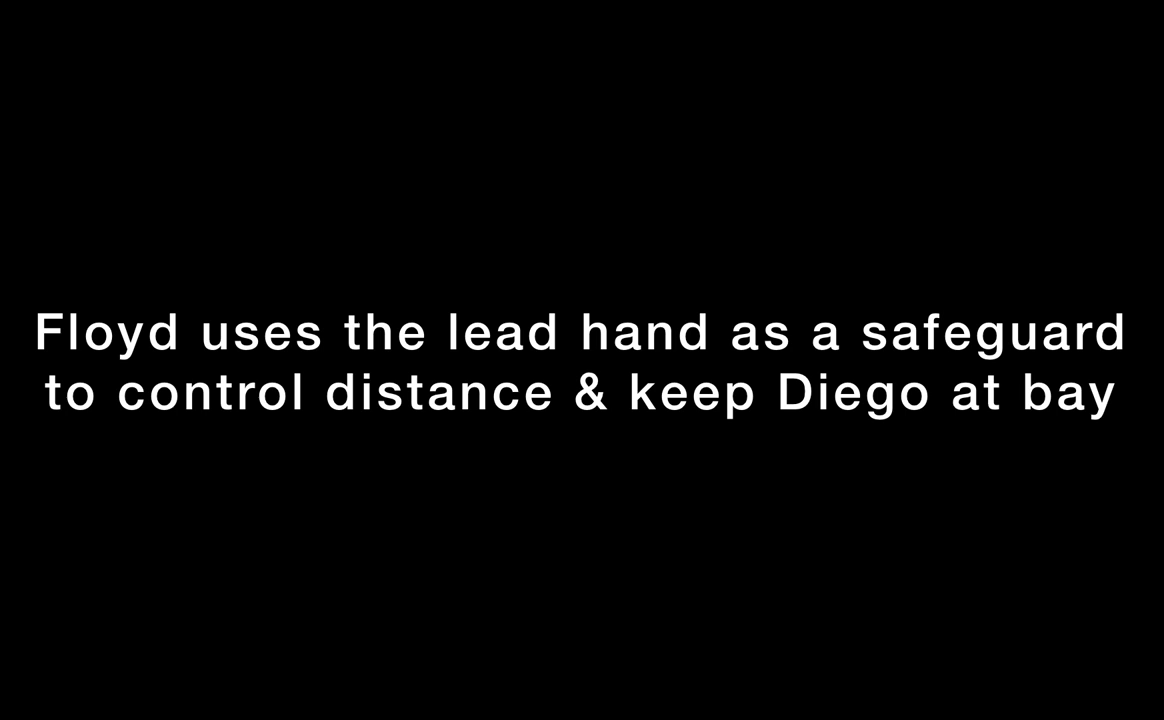 Floyd uses the lead hand as a safeguard
to control distance & keep Diego at bay